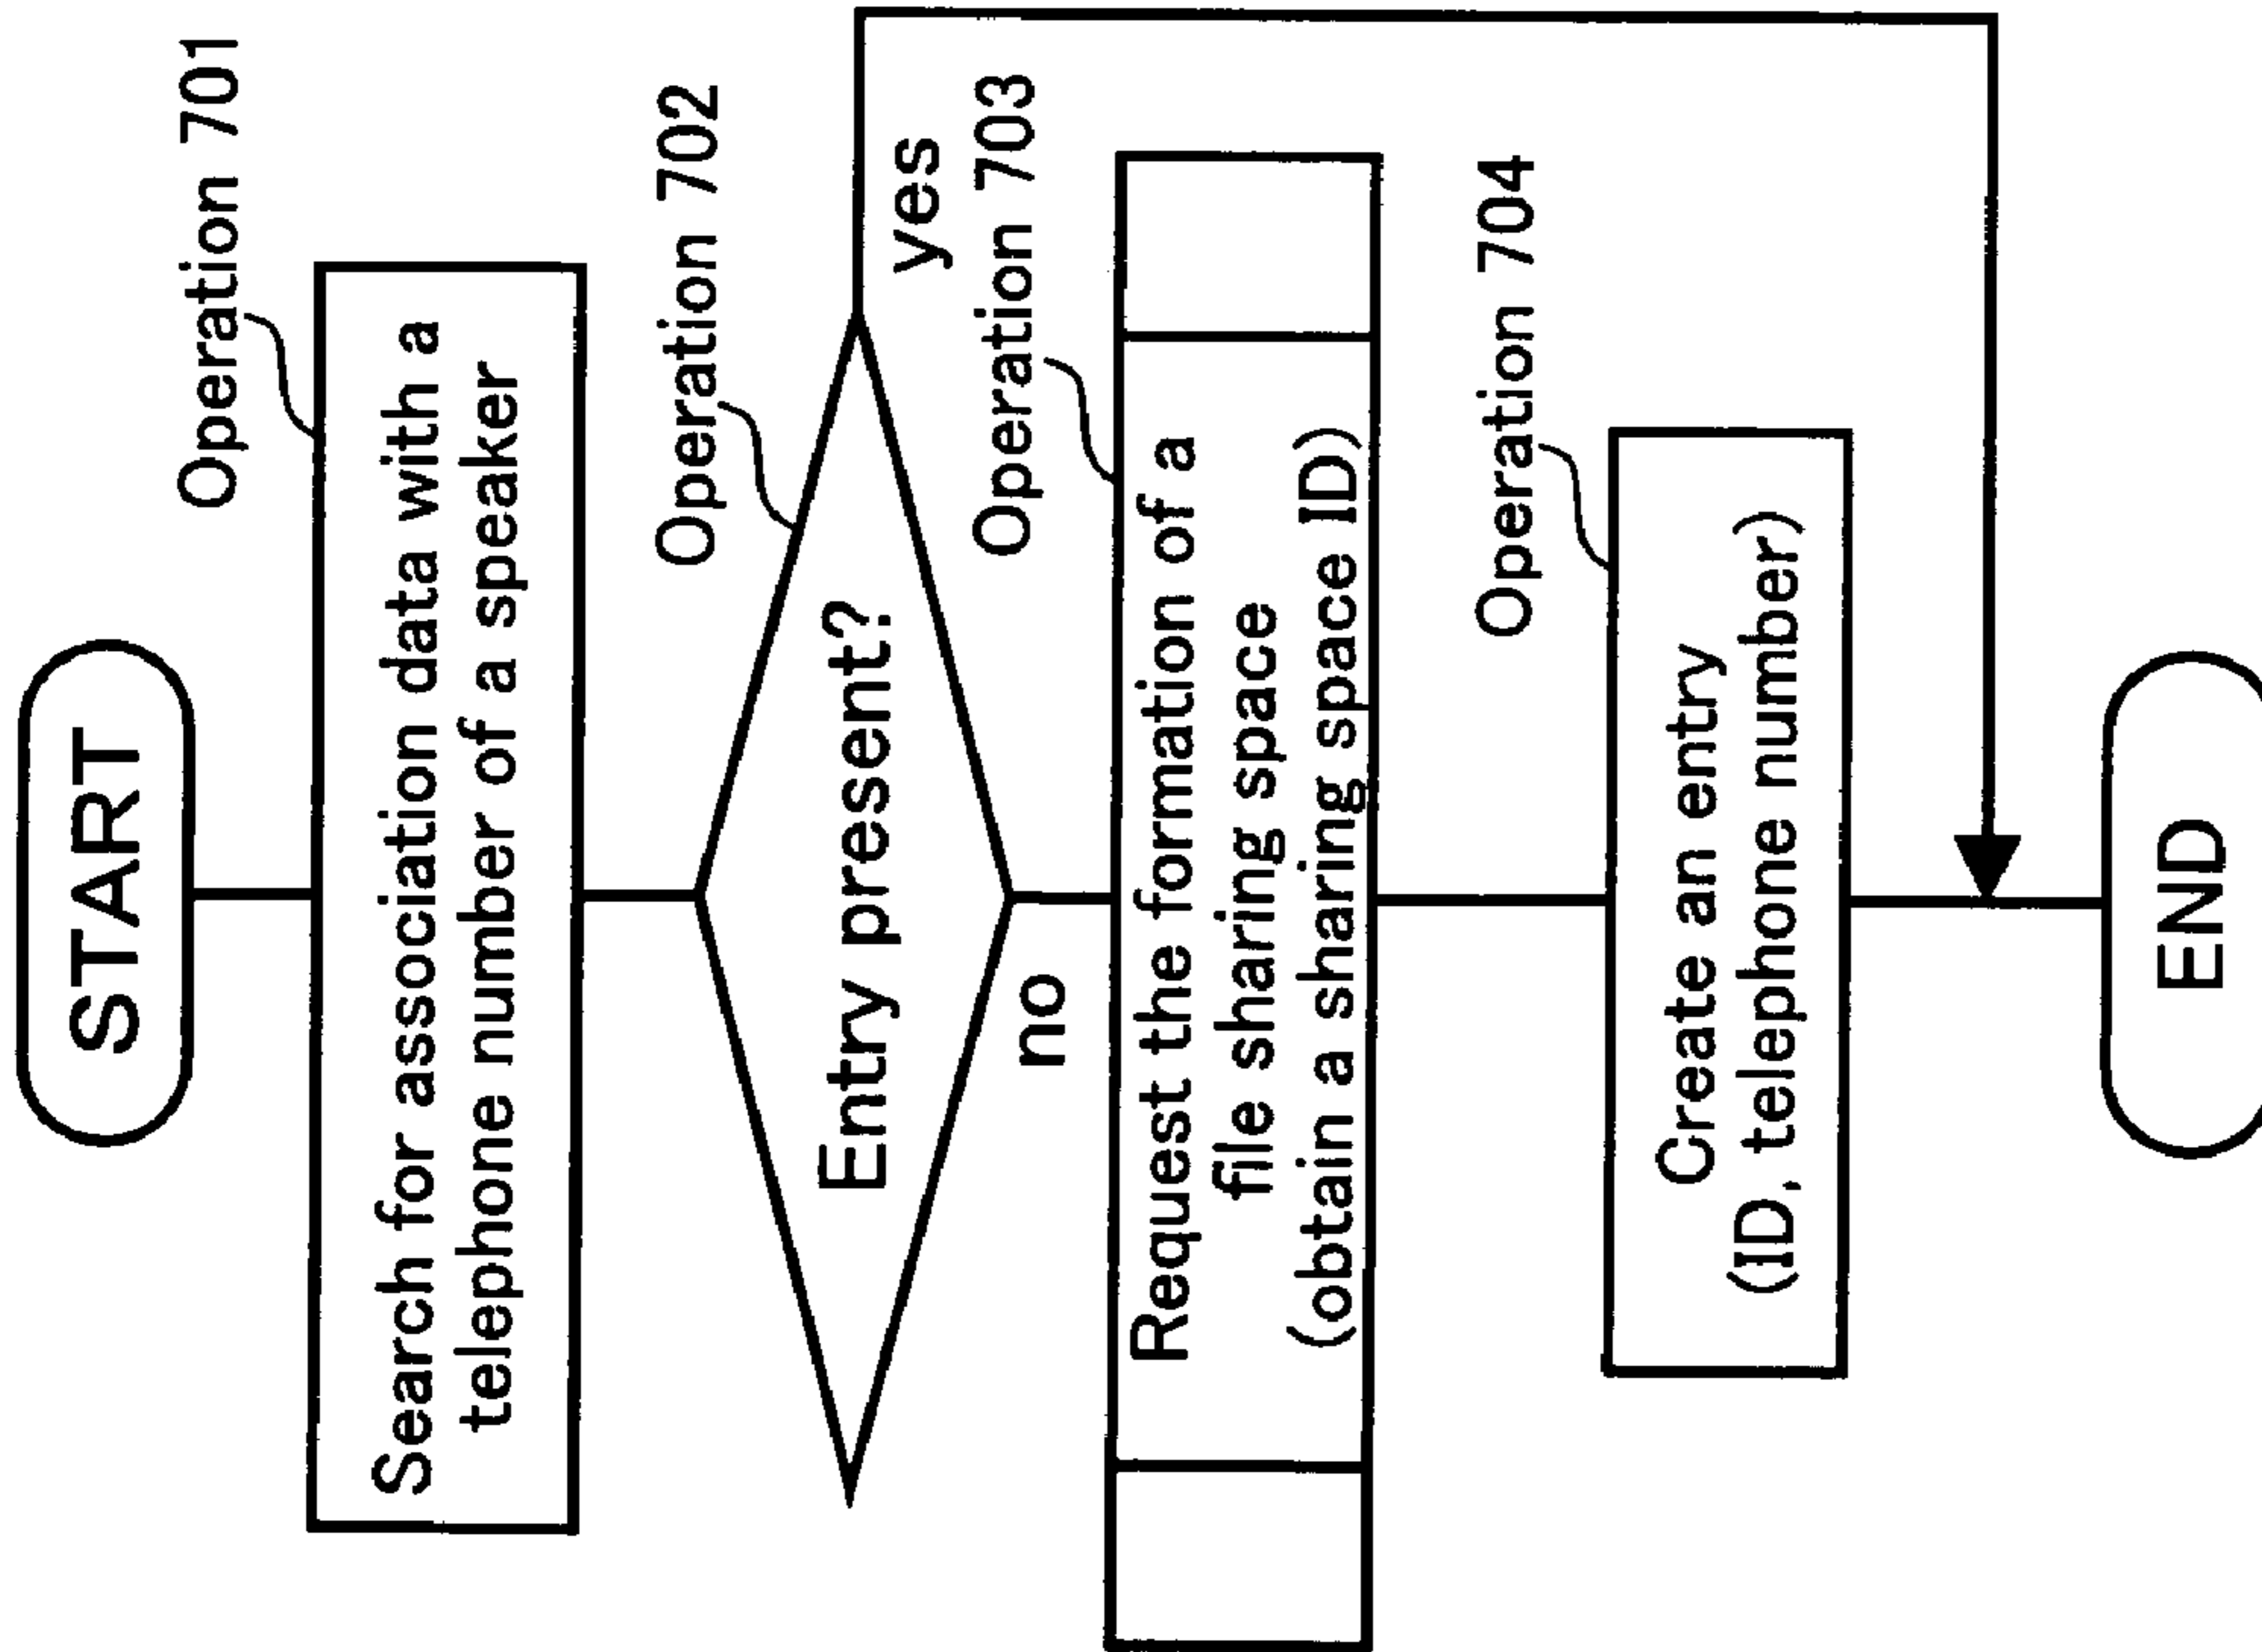 START
Operation 701
Search for association data with a
telephone number of a speaker
Operation 702
Entry present?
yes
no
Operation 703
Request the formation of a
file sharing space
(obtain a sharing space ID)
Operation 704
Create an entry
(ID, telephone number)
END